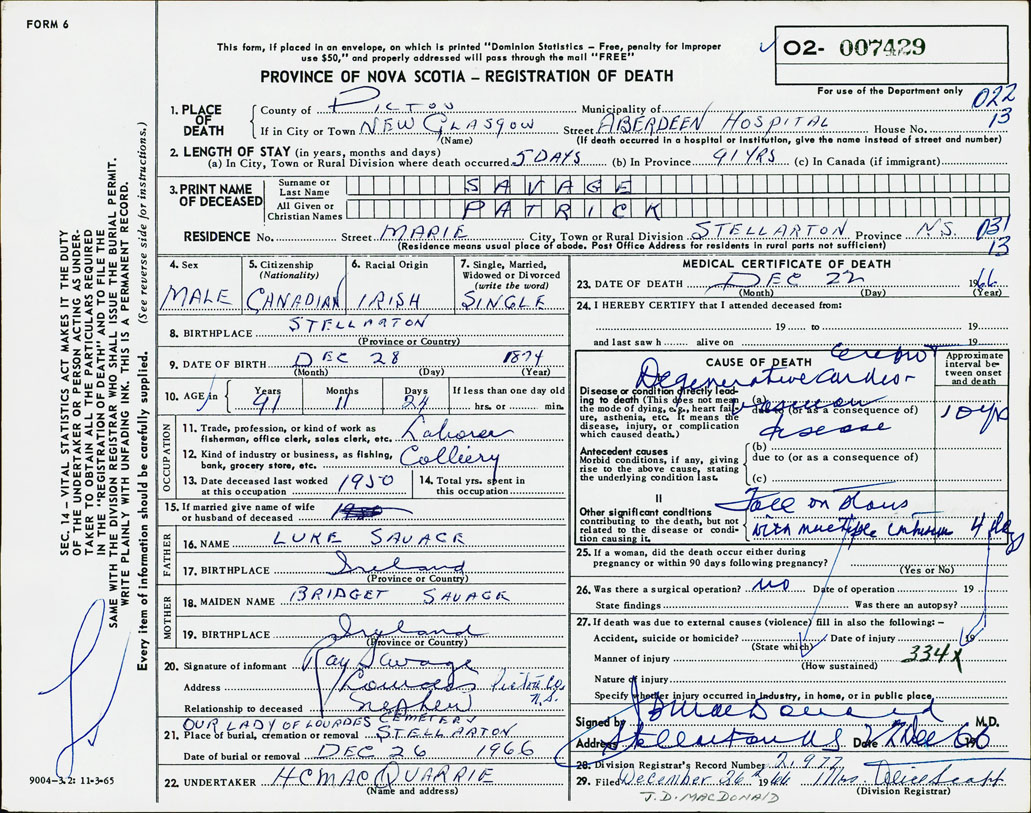 FORM 6
This form, if placed in an envelope, on which is printed "Dominion Statistics – Free, penalty for improper
use $50," and properly addressed will pass through the mail "FREE"
PROVINCE OF NOVA SCOTIA – REGISTRATION OF DEATH
O2- 007429
For use of the Department only
022
13
1. PLACE OF DEATH
County of PICTOU Municipality of
If in City or Town NEW GLASGOW Street ABERDEEN HOSPITAL House No.
(Name) (If death occurred in a hospital or institution, give the name instead of street and number)
2. LENGTH OF STAY (in years, months and days)
(a) In City, Town or Rural Division where death occurred 5 DAYS (b) In Province 91 YRS (c) In Canada (if immigrant)
3. PRINT NAME OF DECEASED
Surname or Last Name SAVAGE
All Given or Christian Names PATRICK
RESIDENCE No. Street MARIE City, Town or Rural Division STELLARTON Province N.S.
031
13
(Residence means usual place of abode. Post Office Address for residents in rural parts not sufficient)
4. Sex
MALE
5. Citizenship
(Nationality)
CANADIAN
6. Racial Origin
IRISH
7. Single, Married,
Widowed or Divorced
(write the word)
SINGLE
8. BIRTHPLACE STELLARTON
(Province or Country)
9. DATE OF BIRTH DEC 28 1874
(Month) (Day) (Year)
10. AGE in
Years Months Days If less than one day old
91 11 24 hrs. or min.
OCCUPATION
11. Trade, profession, or kind of work as
fisherman, office clerk, sales clerk, etc. Laborer
12. Kind of industry or business, as fishing,
bank, grocery store, etc. Colliery
13. Date deceased last worked
at this occupation 1950
14. Total yrs. spent in
this occupation
15. If married give name of wife
or husband of deceased
FATHER
16. NAME LUKE SAVAGE
17. BIRTHPLACE Ireland
(Province or Country)
MOTHER
18. MAIDEN NAME BRIDGET SAVAGE
19. BIRTHPLACE Ireland
(Province or Country)
20. Signature of informant Ray Savage
Address Lourdes Pictou Co. N.S.
Relationship to deceased nephew
OUR LADY OF LOURDES CEMETERY
21. Place of burial, cremation or removal STELLARTON
Date of burial or removal DEC 26 1966
22. UNDERTAKER H C MACQUARRIE
(Name and address)
MEDICAL CERTIFICATE OF DEATH
23. DATE OF DEATH DEC 22 1966
(Month) (Day) (Year)
24. I HEREBY CERTIFY that I attended deceased from:
19 to 19
and last saw h alive on 19
CAUSE OF DEATH
Approximate interval between onset and death
Disease or condition directly leading to death (This does not mean the mode of dying, e.g., heart failure, asthenia, etc. It means the disease, injury, or complication which caused death.)
(a) Degenerative cardio-
due to (or as a consequence of)
disease
10 yrs
Antecedent causes
Morbid conditions, if any, giving rise to the above cause, stating the underlying condition last.
(b)
due to (or as a consequence of)
(c)
II
Other significant conditions
contributing to the death, but not related to the disease or condition causing it.
Fall on
with multiple 4 days
25. If a woman, did the death occur either during
pregnancy or within 90 days following pregnancy?
(Yes or No)
26. Was there a surgical operation? no Date of operation 19
State findings Was there an autopsy?
27. If death was due to external causes (violence) fill in also the following: –
Accident, suicide or homicide? Date of injury 19
(State which)
Manner of injury 334X
(How sustained)
Nature of injury
Specify whether injury occurred in industry, in home, or in public place,
Signed by J D MacDonald M.D.
Address Stellarton NS Date 22 Dec 1966
28. Division Registrar's Record Number
29. Filed December 26th 1966 Mrs.
(Division Registrar)
J.D. MACDONALD
SEC. 14 – VITAL STATISTICS ACT MAKES IT THE DUTY
OF THE UNDERTAKER OR PERSON ACTING AS UNDER-
TAKER TO OBTAIN ALL THE PARTICULARS REQUIRED
IN THE "REGISTRATION OF DEATH" AND TO FILE THE
SAME WITH THE DIVISION REGISTRAR WHO SHALL ISSUE THE BURIAL PERMIT.
WRITE PLAINLY WITH UNFADING INK. THIS IS A PERMANENT RECORD.
Every item of information should be carefully supplied. (See reverse side for instructions.)
9004-3.2: 11-3-65